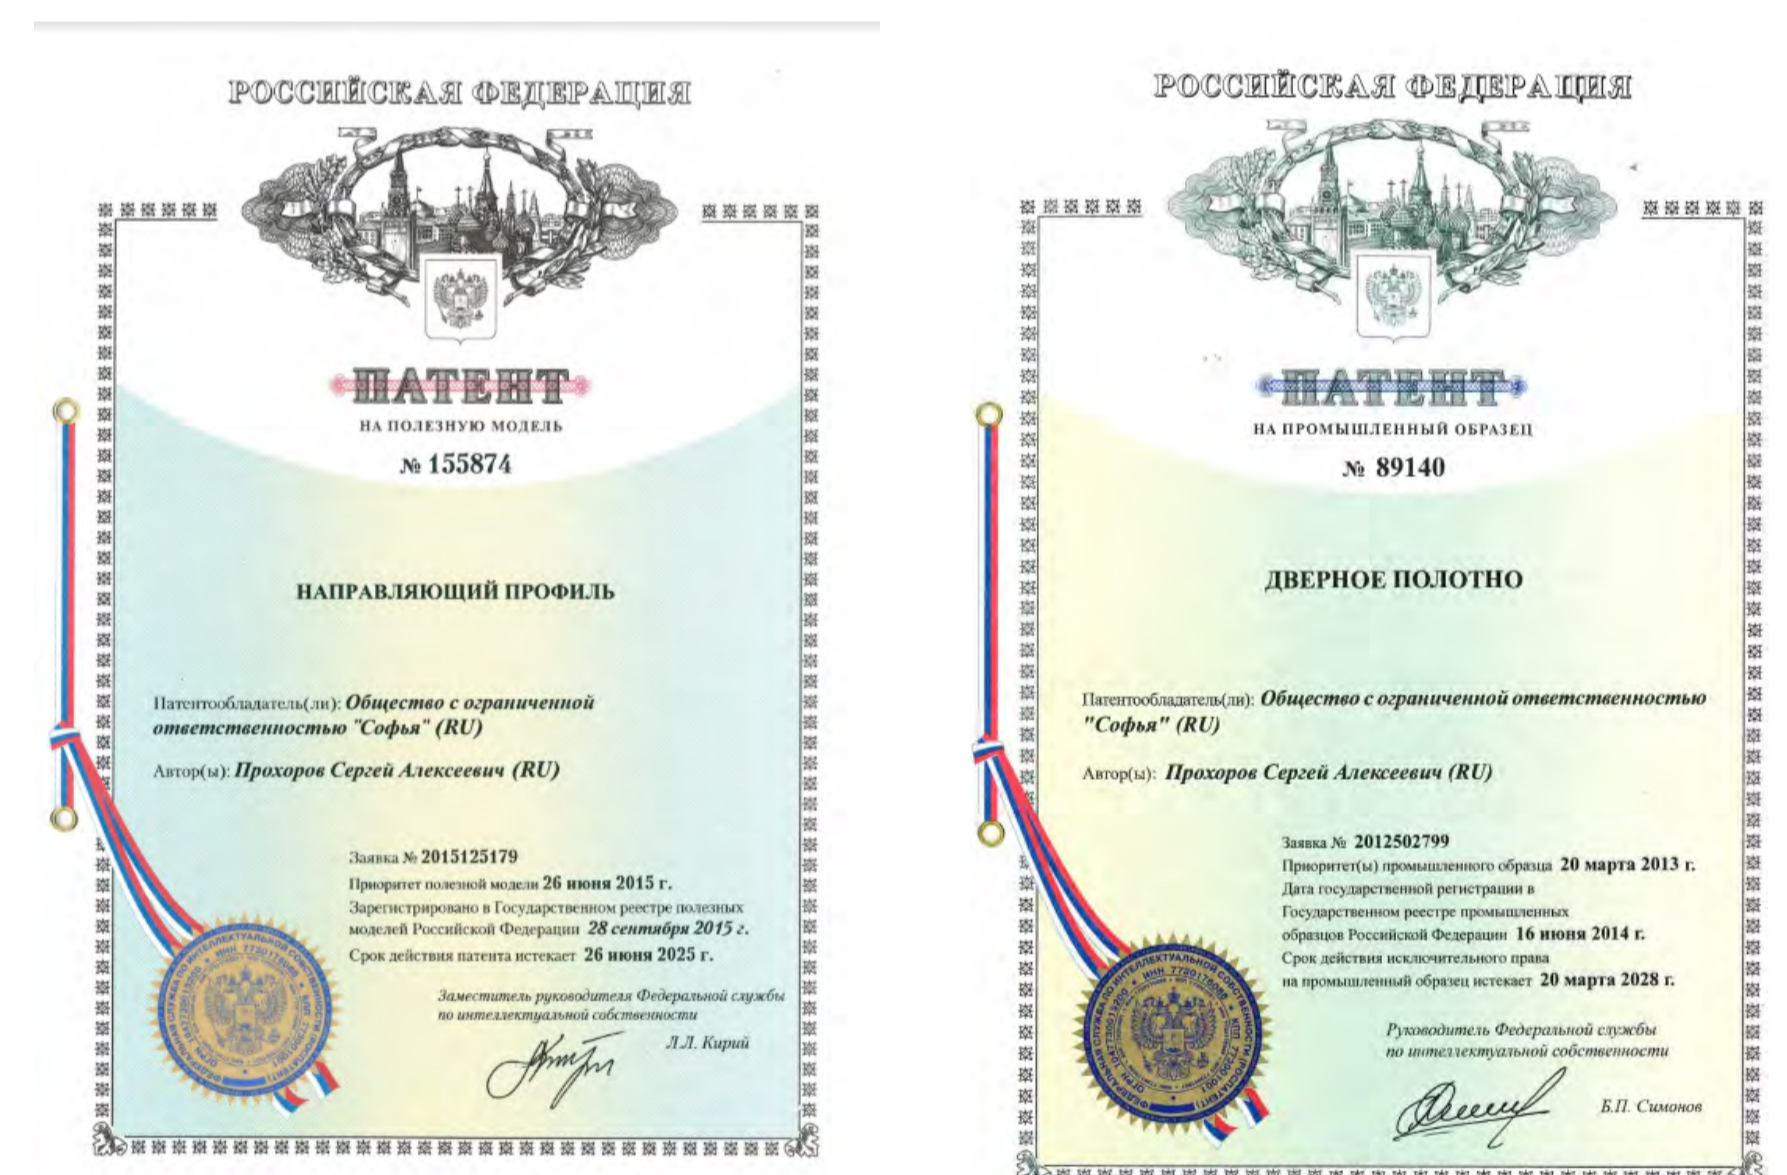 РОССИЙСКАЯ ФЕДЕРАЦИЯ
ПАТЕНТ
НА ПОЛЕЗНУЮ МОДЕЛЬ
№ 155874
НАПРАВЛЯЮЩИЙ ПРОФИЛЬ
Патентообладатель(ли): Общество с ограниченной
ответственностью "Софья" (RU)
Автор(ы): Прохоров Сергей Алексеевич (RU)
Заявка № 2015125179
Приоритет полезной модели 26 июня 2015 г.
Зарегистрировано в Государственном реестре полезных
моделей Российской Федерации 28 сентября 2015 г.
Срок действия патента истекает 26 июня 2025 г.
Заместитель руководителя Федеральной службы
по интеллектуальной собственности
Л.Л. Кирий
РОССИЙСКАЯ ФЕДЕРАЦИЯ
ПАТЕНТ
НА ПРОМЫШЛЕННЫЙ ОБРАЗЕЦ
№ 89140
ДВЕРНОЕ ПОЛОТНО
Патентообладатель(ли): Общество с ограниченной ответственностью
"Софья" (RU)
Автор(ы): Прохоров Сергей Алексеевич (RU)
Заявка № 2012502799
Приоритет(ы) промышленного образца 20 марта 2013 г.
Дата государственной регистрации в
Государственном реестре промышленных
образцов Российской Федерации 16 июня 2014 г.
Срок действия исключительного права
на промышленный образец истекает 20 марта 2028 г.
Руководитель Федеральной службы
по интеллектуальной собственности
Б.П. Симонов